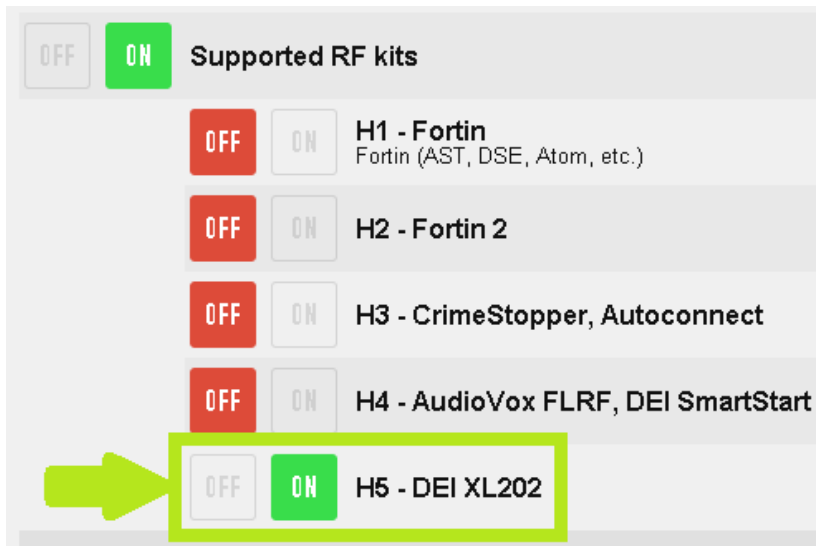 OFF ON Supported RF kits
OFF ON H1 - Fortin
Fortin (AST, DSE, Atom, etc.)
OFF ON H2 - Fortin 2
OFF ON H3 - CrimeStopper, Autoconnect
OFF ON H4 - AudioVox FLRF, DEI SmartStart
OFF ON H5 - DEI XL202